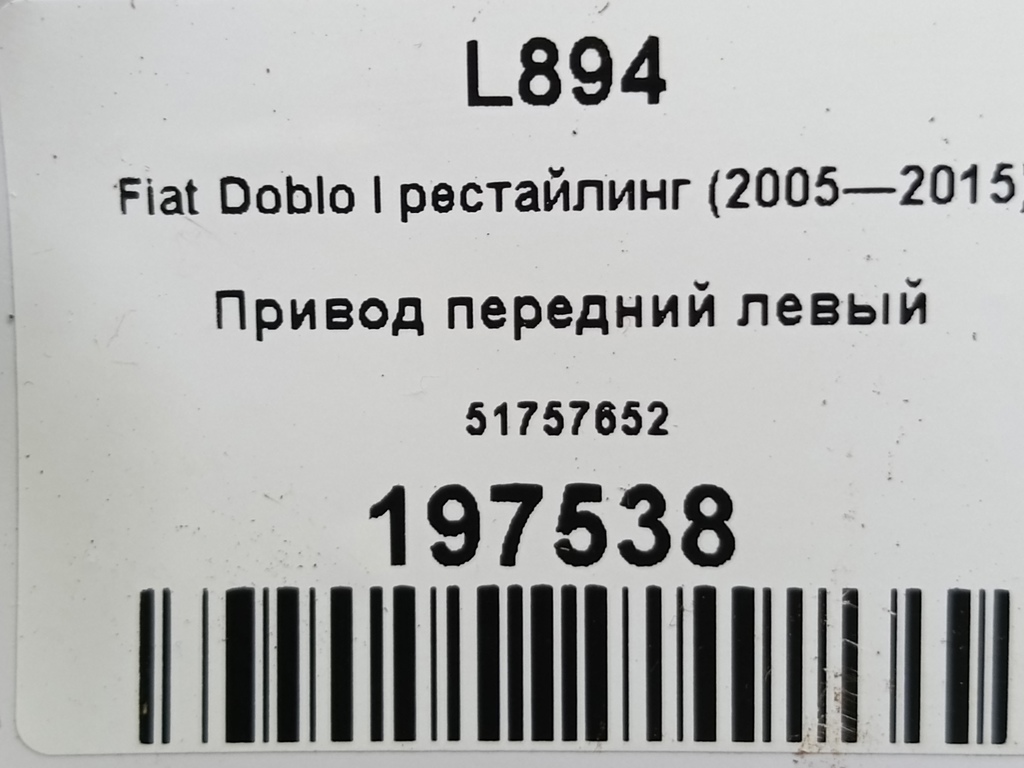 L894
Fiat Doblo I рестайлинг (2005—2015)
Привод передний левый
51757652
197538